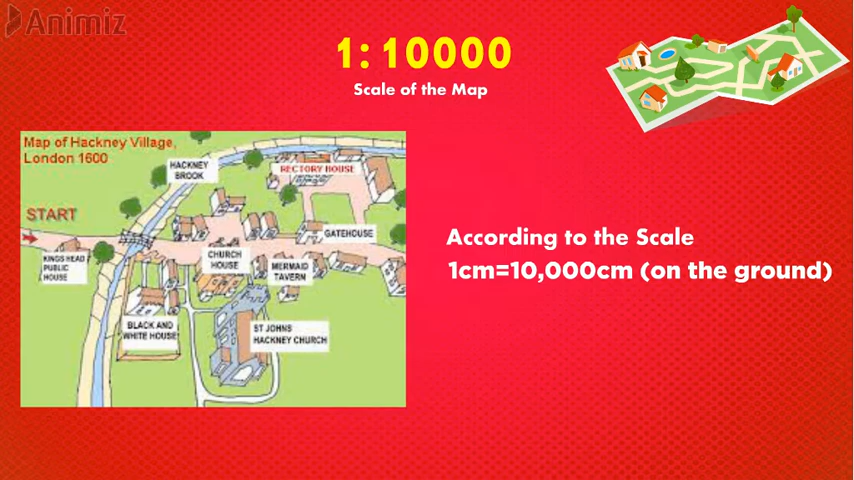 Animiz
1:10000
Scale of the Map
Map of Hackney Village,
London 1600
HACKNEY
BROOK
RECTORY HOUSE
START
GATEHOUSE
KINGS HEAD
PUBLIC
HOUSE
CHURCH
HOUSE
MERMAID
TAVERN
BLACK AND
WHITE HOUSE
ST JOHNS
HACKNEY CHURCH
According to the Scale
1cm=10,000cm (on the ground)